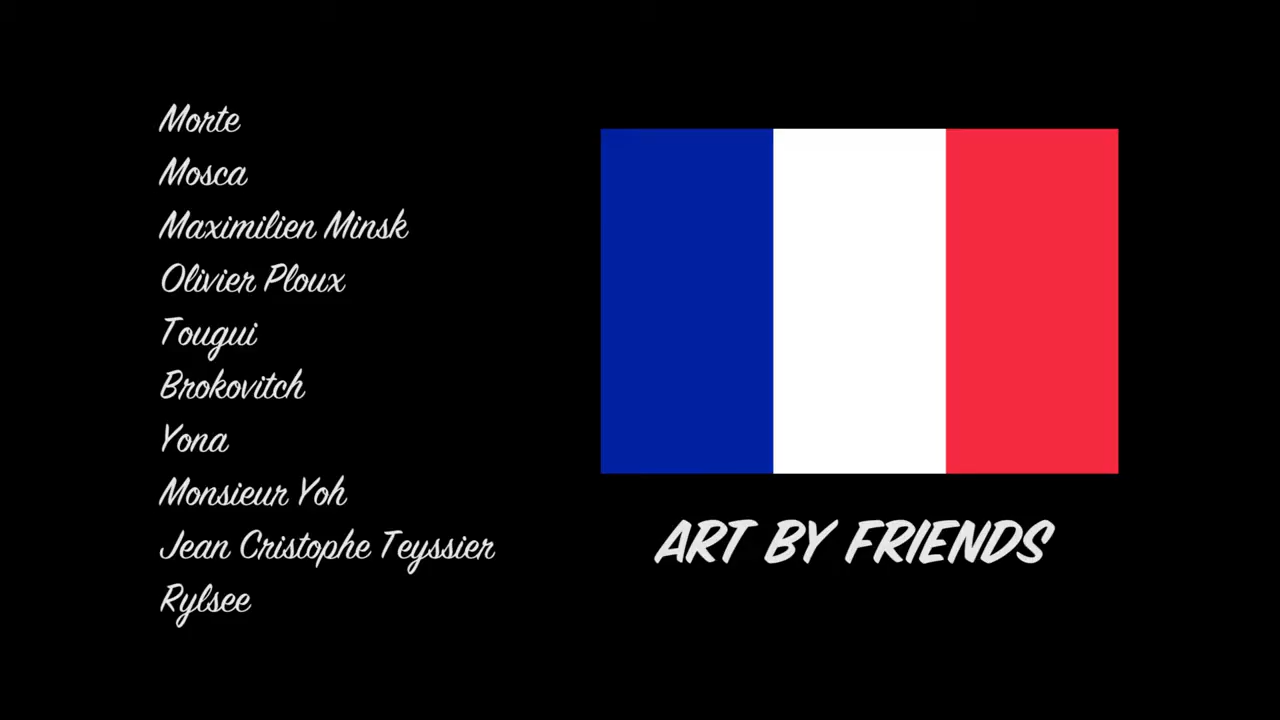 Morte
Mosca
Maximilien Minsk
Olivier Ploux
Tougui
Brokovitch
Yona
Monsieur Yoh
Jean Cristophe Teyssier
Rylsee
ART BY FRIENDS